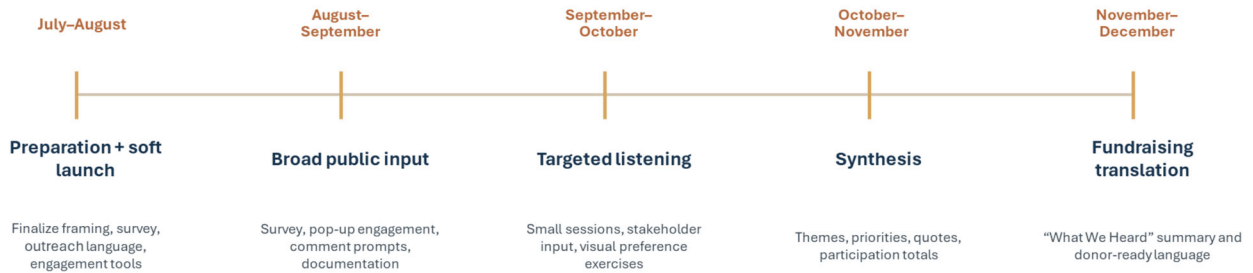 July–August
August–
September
September–
October
October–
November
November–
December
Preparation + soft
launch
Broad public input
Targeted listening
Synthesis
Fundraising
translation
Finalize framing, survey,
outreach language,
engagement tools
Survey, pop-up engagement,
comment prompts,
documentation
Small sessions, stakeholder
input, visual preference
exercises
Themes, priorities, quotes,
participation totals
“What We Heard” summary and
donor-ready language